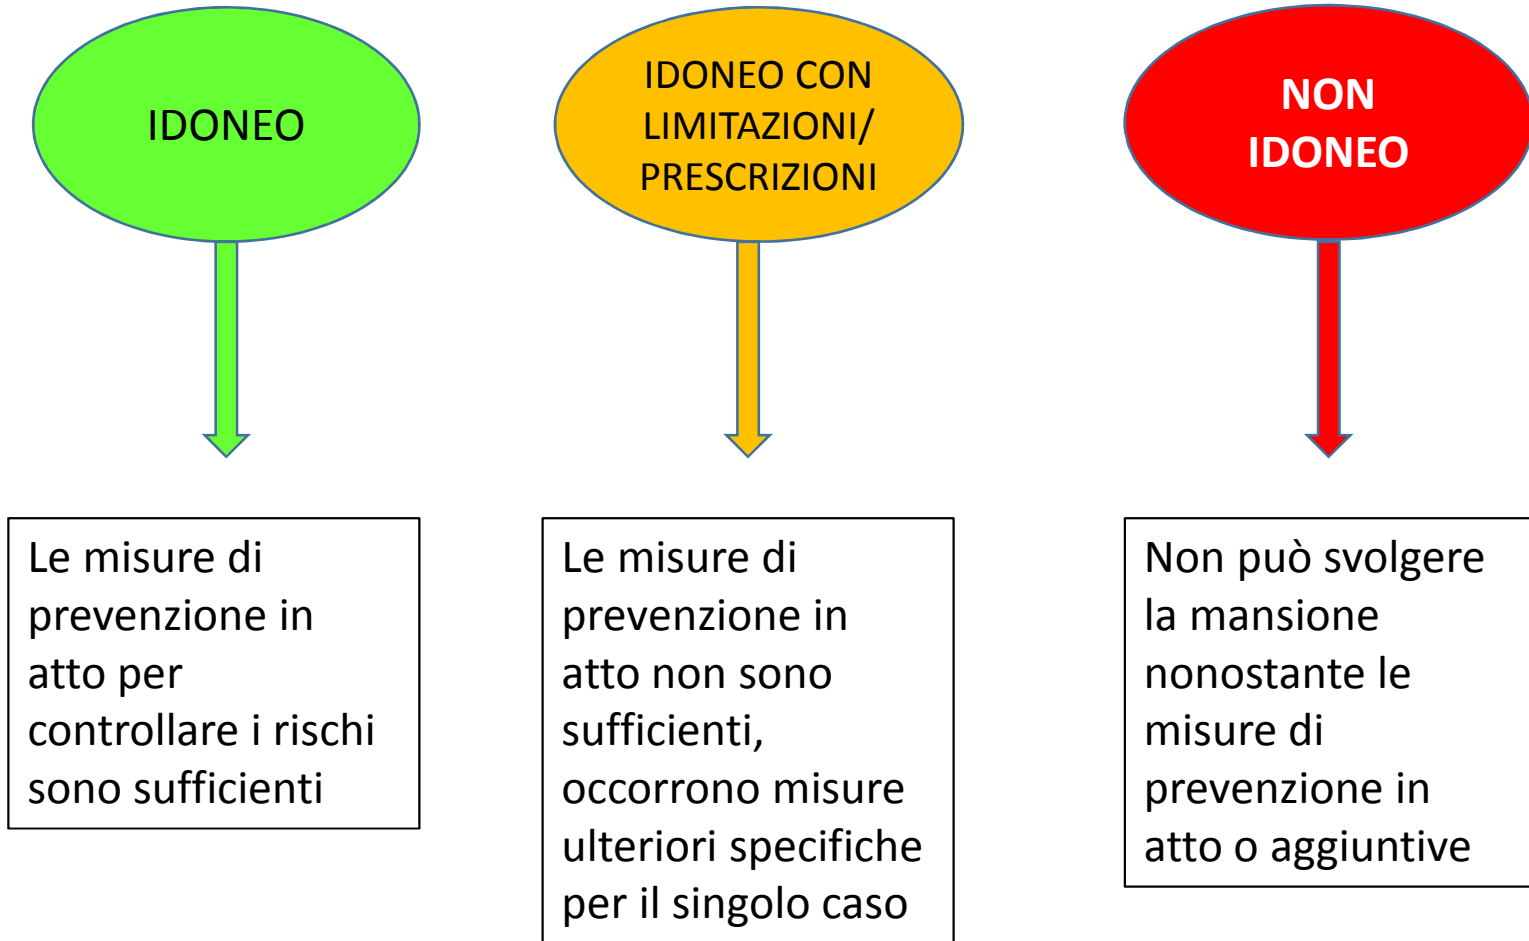 IDONEO
IDONEO CON
LIMITAZIONI/
PRESCRIZIONI
NON
IDONEO
Le misure di
prevenzione in
atto per
controllare i rischi
sono sufficienti
Le misure di
prevenzione in
atto non sono
sufficienti,
occorrono misure
ulteriori specifiche
per il singolo caso
Non può svolgere
la mansione
nonostante le
misure di
prevenzione in
atto o aggiuntive